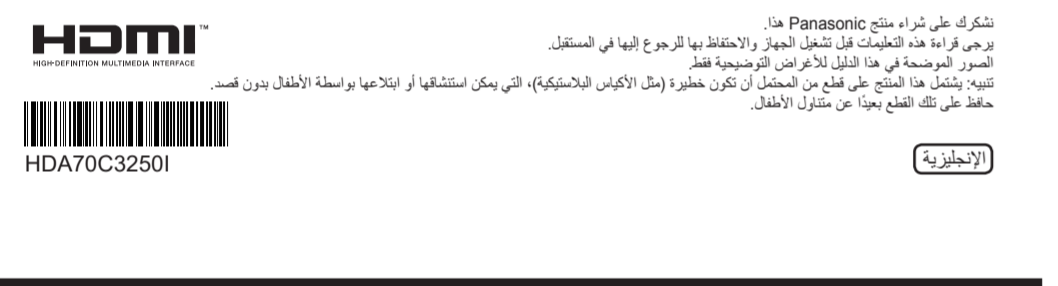 HDMI™
HIGH-DEFINITION MULTIMEDIA INTERFACE
HDA70C3250I
نشكرك على شراء منتج Panasonic هذا.
يرجى قراءة هذه التعليمات قبل تشغيل الجهاز والاحتفاظ بها للرجوع إليها في المستقبل.
الصور الموضحة في هذا الدليل للأغراض التوضيحية فقط.
تنبيه: يشتمل هذا المنتج على قطع من المحتمل أن تكون خطيرة (مثل الأكياس البلاستيكية)، التي يمكن استنشاقها أو ابتلاعها بواسطة الأطفال بدون قصد.
حافظ على تلك القطع بعيدًا عن متناول الأطفال.
الإنجليزية